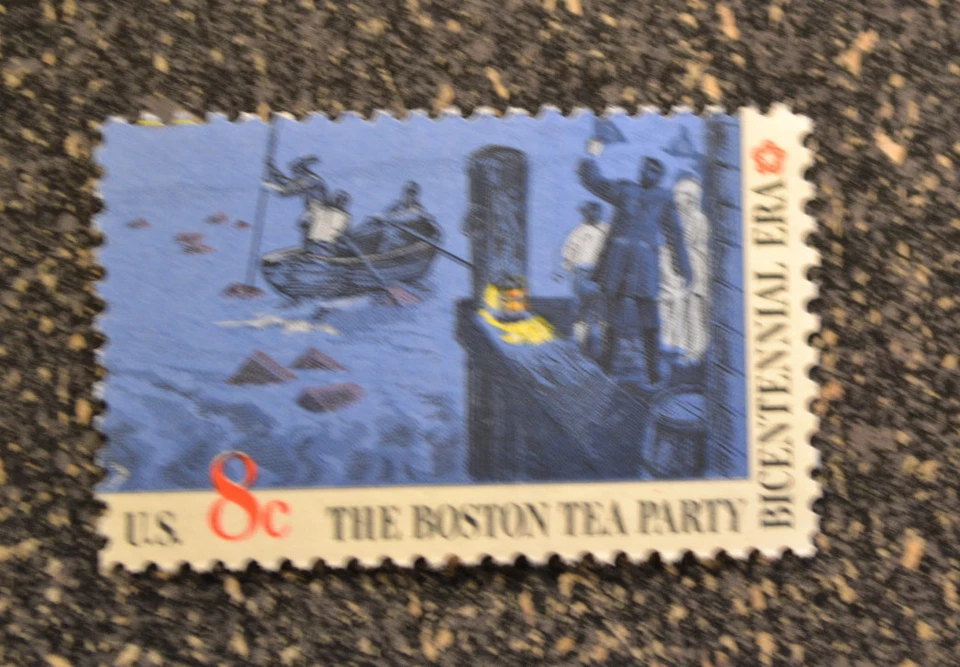 U.S. 8c THE BOSTON TEA PARTY
BICENTENNIAL ERA